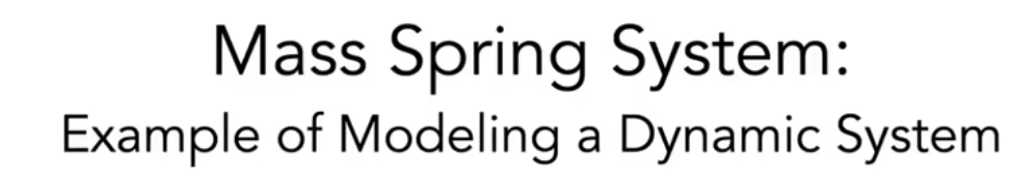 Mass Spring System:
Example of Modeling a Dynamic System